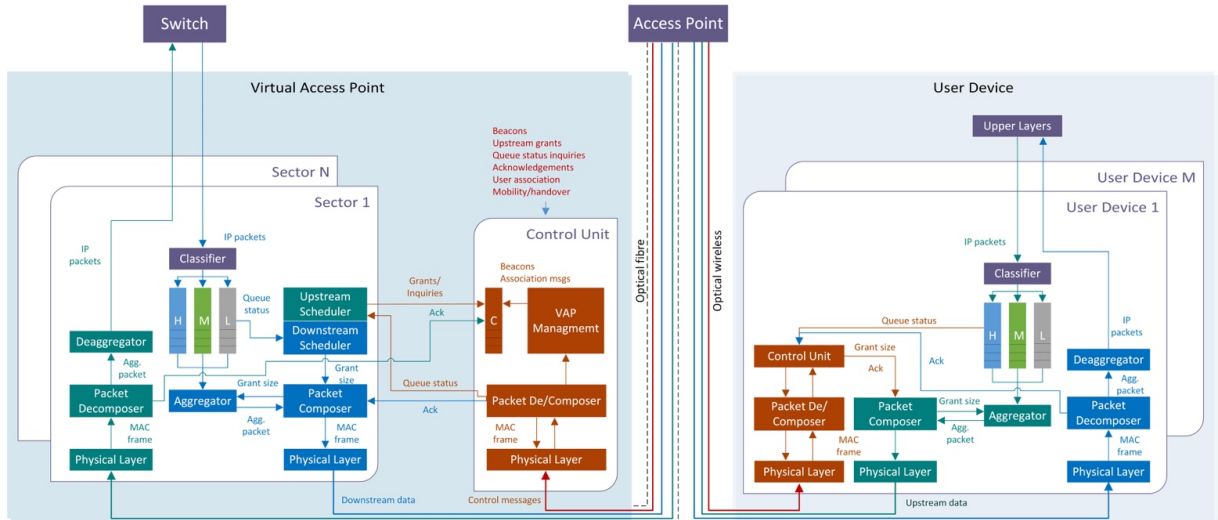 Switch
Access Point
Virtual Access Point
User Device
Beacons
Upstream grants
Queue status inquiries
Acknowledgements
User association
Mobility/handover
Upper Layers
Sector N
Sector 1
Control Unit
User Device M
User Device 1
Optical fibre
Optical wireless
IP packets
IP
packets
Classifier
Queue
status
H
M
L
Grants/
Inquiries
Ack
Upstream
Scheduler
Downstream
Scheduler
Beacons
Association msgs
C
VAP
Managment
Deaggregator
Agg.
packet
Grant size
Grant
size
Queue status
Packet
Decomposer
Aggregator
Agg.
packet
Packet
Composer
Ack
Packet De/Composer
MAC
frame
MAC
frame
MAC
frame
Physical Layer
Physical Layer
Physical Layer
Downstream data
Control messages
IP packets
Classifier
Queue status
H
M
L
IP
packets
Control Unit
Grant size
Ack
Ack
Deaggregator
Agg.
packet
Packet De/
Composer
Packet
Composer
Grant size
Agg.
packet
Aggregator
Packet
Decomposer
MAC
frame
MAC
frame
Physical Layer
Physical Layer
Physical Layer
Upstream data